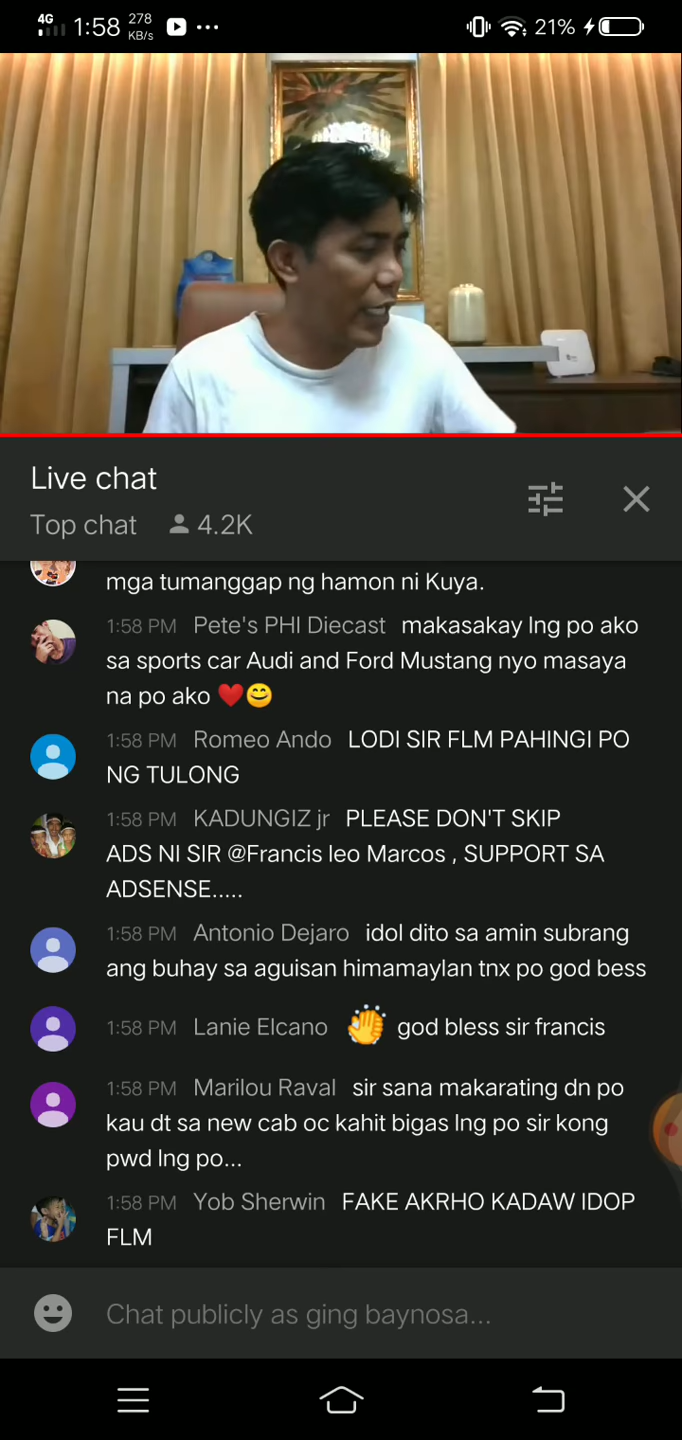 4G 1:58 278 KB/s 21%
Live chat
Top chat 4.2K
mga tumanggap ng hamon ni Kuya.
1:58 PM Pete's PHI Diecast makasakay lng po ako
sa sports car Audi and Ford Mustang nyo masaya
na po ako ❤️😊
1:58 PM Romeo Ando LODI SIR FLM PAHINGI PO
NG TULONG
1:58 PM KADUNGIZ jr PLEASE DON'T SKIP
ADS NI SIR @Francis leo Marcos , SUPPORT SA
ADSENSE.....
1:58 PM Antonio Dejaro idol dito sa amin subrang
ang buhay sa aguisan himamaylan tnx po god bess
1:58 PM Lanie Elcano 👏 god bless sir francis
1:58 PM Marilou Raval sir sana makarating dn po
kau dt sa new cab oc kahit bigas lng po sir kong
pwd lng po...
1:58 PM Yob Sherwin FAKE AKRHO KADAW IDOP
FLM
Chat publicly as ging baynosa...